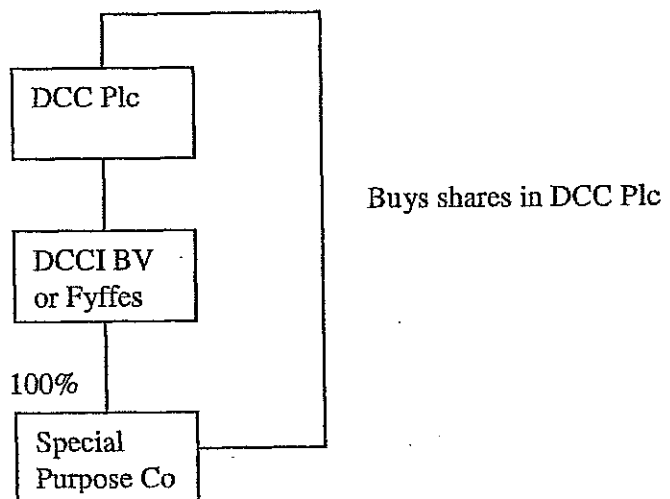 DCC Plc
Buys shares in DCC Plc
DCCI BV
or Fyffes
100%
Special
Purpose Co